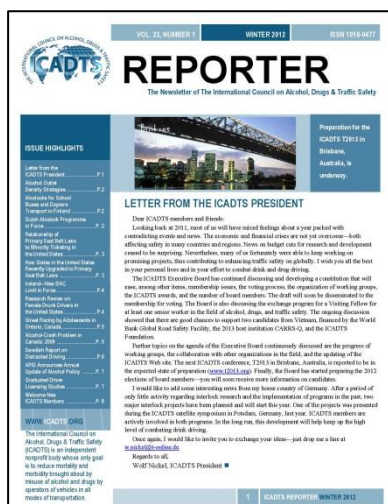 VOL. 23, NUMBER 1
WINTER 2012
ISSN 1016-0477
THE INTERNATIONAL COUNCIL ON ALCOHOL, DRUGS & TRAFFIC SAFETY
ICADTS
REPORTER
The Newsletter of The International Council on Alcohol, Drugs & Traffic Safety
Brisbane
Preparation for the
ICADTS T2013 in
Brisbane,
Australia, is
underway.
ISSUE HIGHLIGHTS
Letter from the
ICADTS President P. 1
Alcohol Outlet
Density Strategies P. 2
Alcolocks for School
Buses and Daycare
Transport in Finland P. 2
Dutch Alcolock Programme
in Force P. 2
Relationship of
Primary Seat Belt Laws
to Minority Ticketing in
the United States P. 3
How States in the United States
Recently Upgraded to Primary
Seat Belt Laws P. 3
Ireland—New BAC
Limit in Force P. 4
Research Review on
Female Drunk Drivers in
the United States P. 4
Street Racing by Adolescents in
Ontario, Canada P. 5
Alcohol-Crash Problem in
Canada: 2008 P. 5
Swedish Report on
Distracted Driving P. 6
APIS Announces Annual
Update of Alcohol Policy P. 7
Graduated Driver
Licensing Studies P. 7
Welcome New
ICADTS Members P. 8
WWW.ICADTS.ORG
The International Council on
Alcohol, Drugs & Traffic Safety
(ICADTS) is an independent
nonprofit body whose only goal
is to reduce mortality and
morbidity brought about by
misuse of alcohol and drugs by
operators of vehicles in all
modes of transportation.
LETTER FROM THE ICADTS PRESIDENT
Dear ICADTS members and friends:
Looking back at 2011, most of us will have mixed feelings about a year packed with
contradicting events and news. The economic and financial crises are not yet overcome—both
affecting safety in many countries and regions. News on budget cuts for research and development
ceased to be surprising. Nevertheless, many of us fortunately were able to keep working on
promising projects, thus contributing to enhancing traffic safety on globally. I wish you all the best
in your personal lives and in your effort to combat drink and drug driving.
The ICADTS Executive Board has continued discussing and developing a constitution that will
ease, among other items, membership issues, the voting process, the organization of working groups,
the ICADTS awards, and the number of board members. The draft will soon be disseminated to the
membership for voting. The Board is also discussing the exchange program for a Visiting Fellow for
at least one senior worker in the field of alcohol, drugs, and traffic safety. The ongoing discussion
showed that there are good chances to support two candidates from Vietnam, financed by the World
Bank Global Road Safety Facility, the 2013 host institution CARRS-Q, and the ICADTS
Foundation.
Further topics on the agenda of the Executive Board continuously discussed are the progress of
working groups, the collaboration with other organizations in the field, and the updating of the
ICADTS Web site. The next ICADTS conference, T2013 in Brisbane, Australia, is reported to be in
the expected state of preparation (www.t2013.org). Finally, the Board has started preparing the 2012
elections of board members—you will soon receive more information on candidates.
I would like to add some interesting news from my home country of Germany. After a period of
only little activity regarding interlock research and the implementation of programs in the past, two
major interlock projects have been planned and will start this year. One of the projects was presented
during the ICADTS satellite symposium in Potsdam, Germany, last year. ICADTS members are
actively involved in both programs. In the long run, this development will help keep up the high
level of combating drink driving.
Once again, I would like to invite you to exchange your ideas—just drop me a line at
w.nickel@t-online.de.
Regards to all,
Wolf Nickel, ICADTS President
1 ICADTS REPORTER WINTER 2012